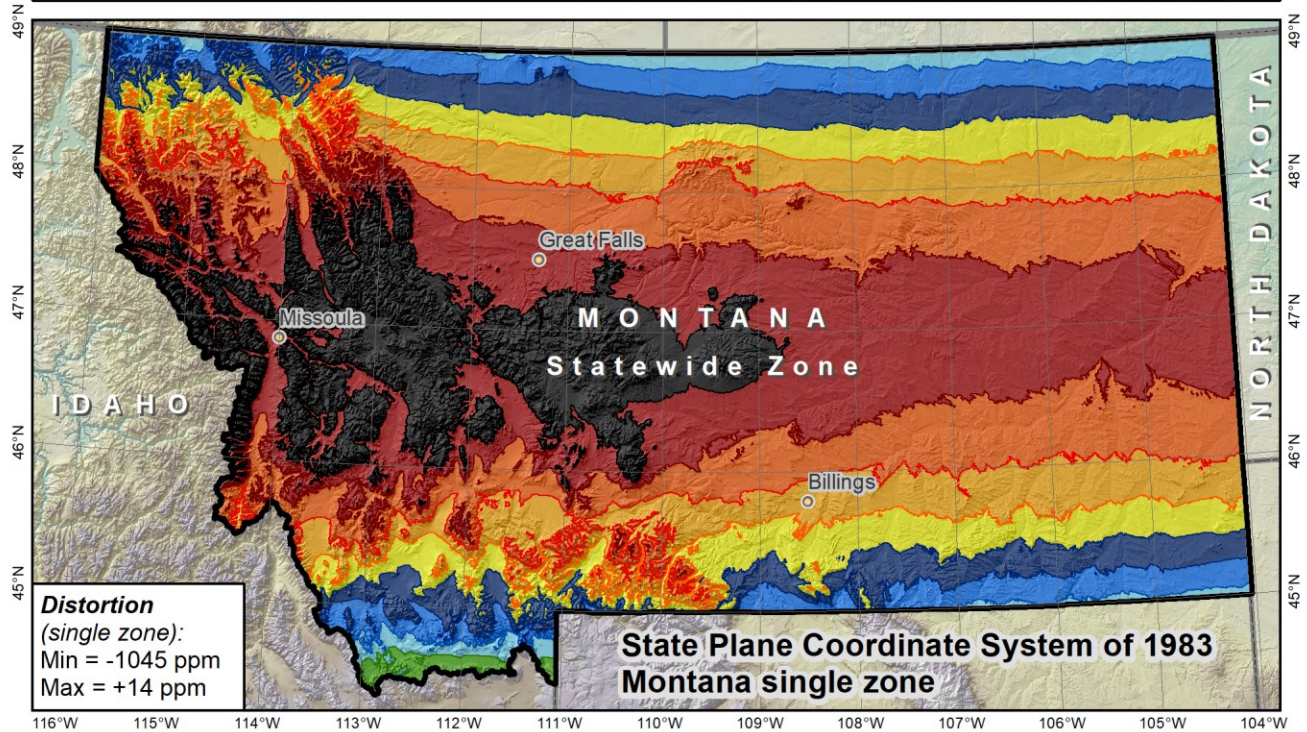 49°N
49°N
48°N
48°N
47°N
47°N
46°N
46°N
45°N
45°N
NORTH DAKOTA
Great Falls
MONTANA
Missoula
Statewide Zone
IDAHO
Billings
Distortion
(single zone):
Min = -1045 ppm
Max = +14 ppm
State Plane Coordinate System of 1983
Montana single zone
116°W 115°W 114°W 113°W 112°W 111°W 110°W 109°W 108°W 107°W 106°W 105°W 104°W